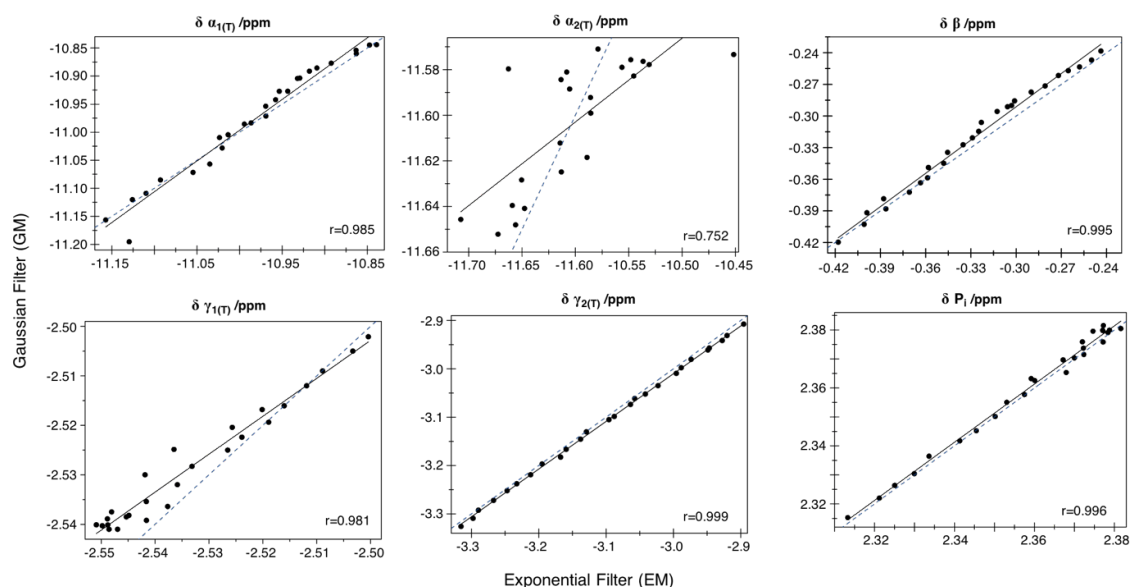 δ α1(T) /ppm
-10.85
-10.90
-10.95
-11.00
-11.05
-11.10
-11.15
-11.20
r=0.985
-11.15 -11.05 -10.95 -10.85
δ α2(T) /ppm
-11.58
-11.60
-11.62
-11.64
-11.66
r=0.752
-11.70 -11.65 -11.60 -10.55 -10.50 -10.45
δ β /ppm
-0.24
-0.27
-0.30
-0.33
-0.36
-0.39
-0.42
r=0.995
-0.42 -0.39 -0.36 -0.33 -0.30 -0.27 -0.24
Gaussian Filter (GM)
δ γ1(T) /ppm
-2.50
-2.51
-2.52
-2.53
-2.54
r=0.981
-2.55 -2.54 -2.53 -2.52 -2.51 -2.50
δ γ2(T) /ppm
-2.9
-3.0
-3.1
-3.2
-3.3
r=0.999
-3.3 -3.2 -3.1 -3.0 -2.9
δ Pi /ppm
2.38
2.36
2.34
2.32
r=0.996
2.32 2.34 2.36 2.38
Exponential Filter (EM)